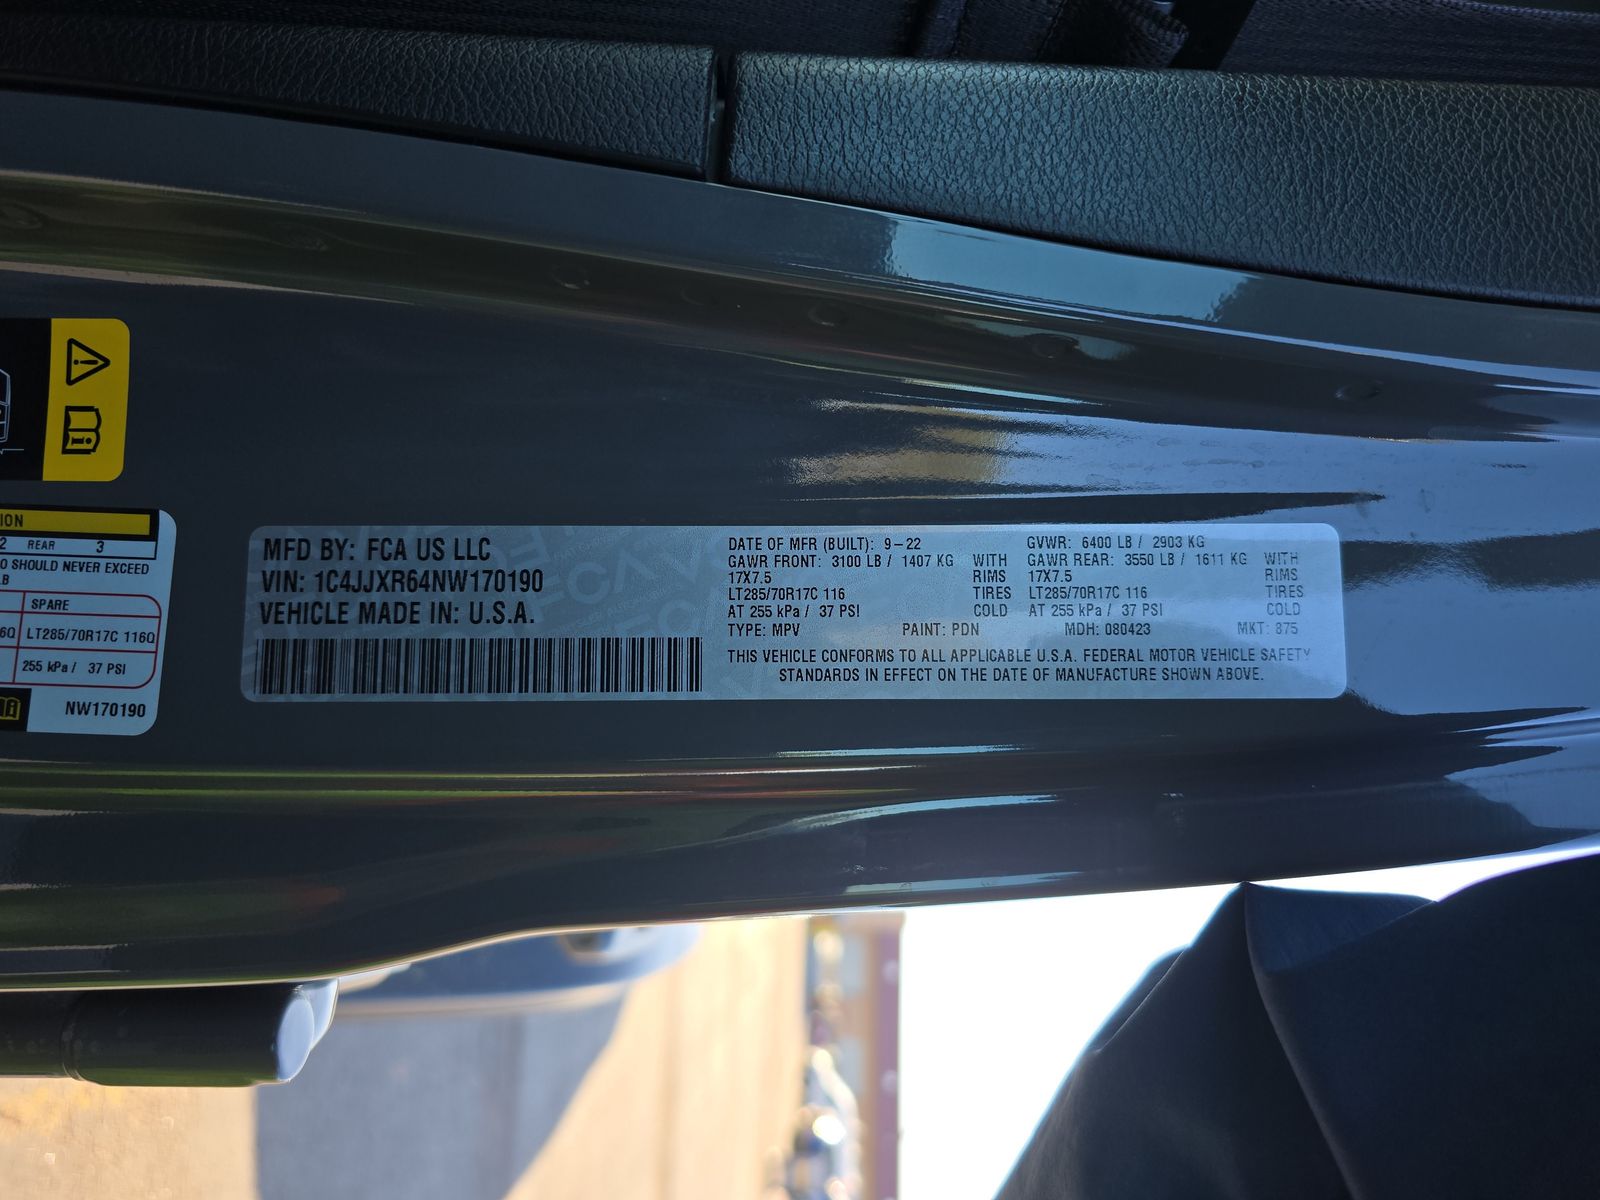 ION
2 REAR 3
O SHOULD NEVER EXCEED
LB
SPARE
6Q LT285/70R17C 116Q
255 kPa / 37 PSI
NW170190
MFD BY: FCA US LLC
VIN: 1C4JJXR64NW170190
VEHICLE MADE IN: U.S.A.
DATE OF MFR (BUILT): 9-22 GVWR: 6400 LB / 2903 KG
GAWR FRONT: 3100 LB / 1407 KG WITH GAWR REAR: 3550 LB / 1611 KG WITH
17X7.5 RIMS 17X7.5 RIMS
LT285/70R17C 116 TIRES LT285/70R17C 116 TIRES
AT 255 kPa / 37 PSI COLD AT 255 kPa / 37 PSI COLD
TYPE: MPV PAINT: PDN MDH: 080423 MKT: 875
THIS VEHICLE CONFORMS TO ALL APPLICABLE U.S.A. FEDERAL MOTOR VEHICLE SAFETY
STANDARDS IN EFFECT ON THE DATE OF MANUFACTURE SHOWN ABOVE.